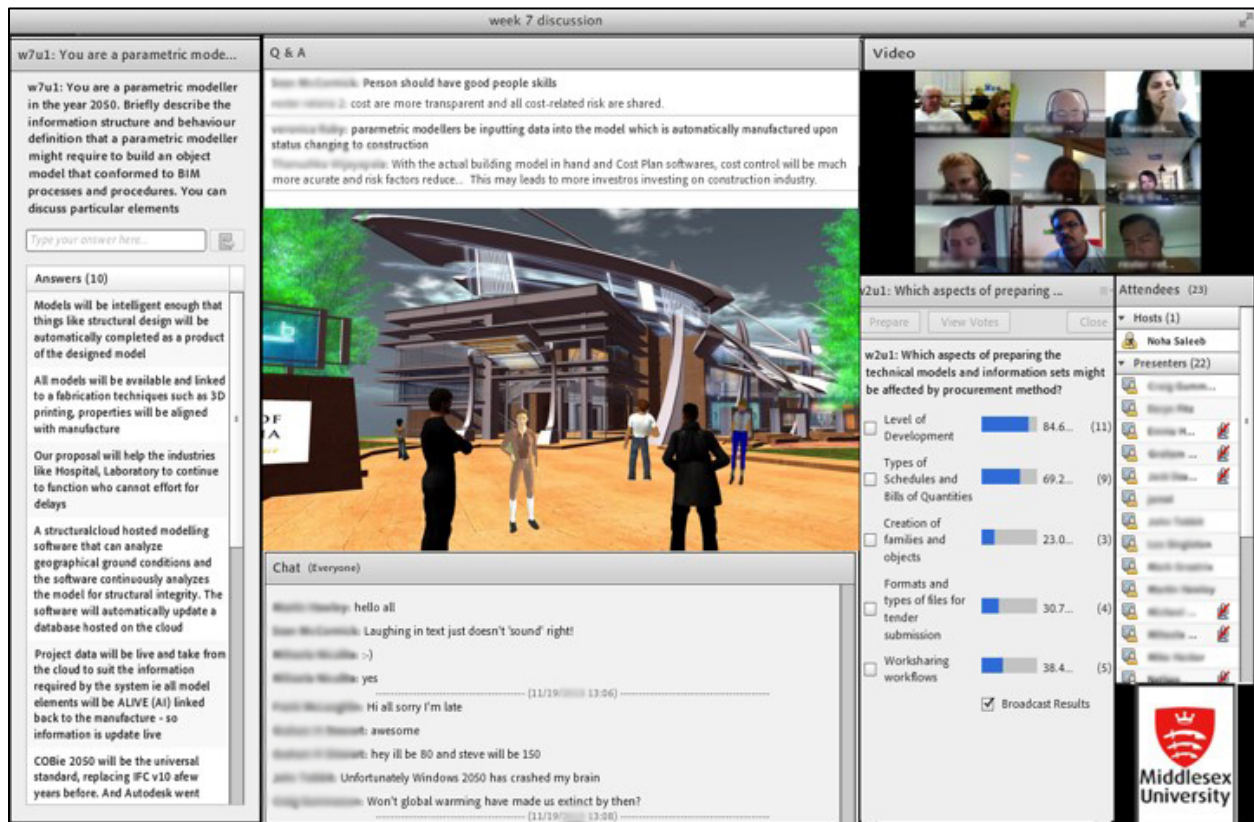 week 7 discussion
w7u1: You are a parametric mode...
w7u1: You are a parametric modeller
in the year 2050. Briefly describe the
information structure and behaviour
definition that a parametric modeller
might require to build an object
model that conformed to BIM
processes and procedures. You can
discuss particular elements
Type your answer here...
Answers (10)
Models will be intelligent enough that
things like structural design will be
automatically completed as a product
of the designed model
All models will be available and linked
to a fabrication techniques such as 3D
printing, properties will be aligned
with manufacture
Our proposal will help the industries
like Hospital, Laboratory to continue
to function who cannot effort for
delays
A structuralcloud hosted modelling
software that can analyze
geographical ground conditions and
the software continuously analyzes
the model for structural integrity. The
software will automatically update a
database hosted on the cloud
Project data will be live and take from
the cloud to suit the information
required by the system ie all model
elements will be ALIVE (AI) linked
back to the manufacture - so
information is update live
COBie 2050 will be the universal
standard, replacing IFC v10 afew
years before. And Autodesk went
Q & A
Person should have good people skills
cost are more transparent and all cost-related risk are shared.
pararmetric modellers be inputing data into the model which is automatically manufactured upon
status changing to construction
With the actual building model in hand and Cost Plan softwares, cost control will be much
more acurate and risk factors reduce... This may leads to more investros investing on construction industry.
OF
IA
Chat (Everyone)
hello all
Laughing in text just doesn't 'sound' right!
:-)
yes
(11/19/ 13:06)
Hi all sorry I'm late
awesome
hey ill be 80 and steve will be 150
Unfortunately Windows 2050 has crashed my brain
Won't global warming have made us extinct by then?
(11/19/ 13:08)
Video
w2u1: Which aspects of preparing ...
Prepare View Votes Close
w2u1: Which aspects of preparing the
technical models and information sets might
be affected by procurement method?
Level of
Development 84.6... (11)
Types of
Schedules and 69.2... (9)
Bills of Quantities
Creation of
families and 23.0... (3)
objects
Formats and
types of files for 30.7... (4)
tender
submission
Worksharing 38.4... (5)
workflows
Broadcast Results
Attendees (23)
Hosts (1)
Noha Saleeb
Presenters (22)
Middlesex
University